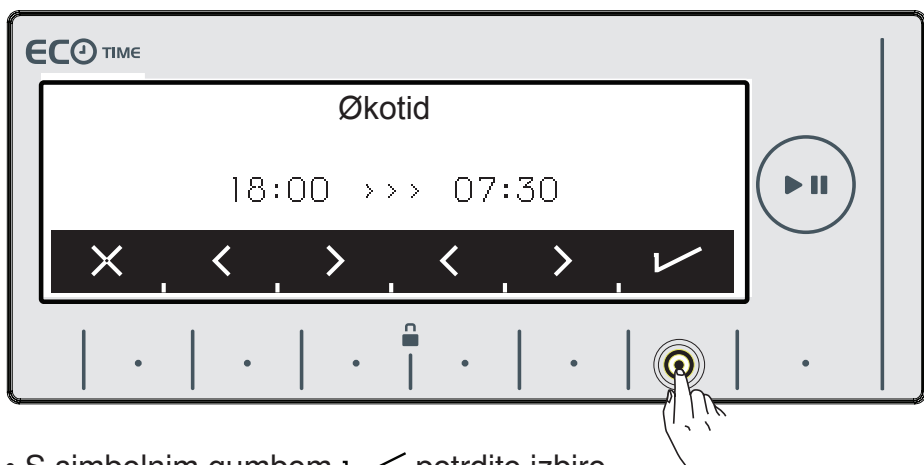 ECO TIME
Økotid
18:00 >>> 07:30
• S simbolnim gumbom ✓ potrdite izbiro